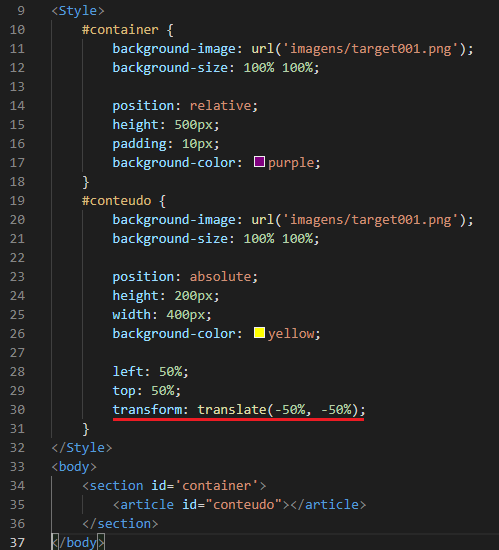 9 <Style>
10 #container {
11 background-image: url('imagens/target001.png');
12 background-size: 100% 100%;
13
14 position: relative;
15 height: 500px;
16 padding: 10px;
17 background-color: purple;
18 }
19 #conteudo {
20 background-image: url('imagens/target001.png');
21 background-size: 100% 100%;
22
23 position: absolute;
24 height: 200px;
25 width: 400px;
26 background-color: yellow;
27
28 left: 50%;
29 top: 50%;
30 transform: translate(-50%, -50%);
31 }
32 </Style>
33 <body>
34 <section id='container'>
35 <article id="conteudo"></article>
36 </section>
37 </body>